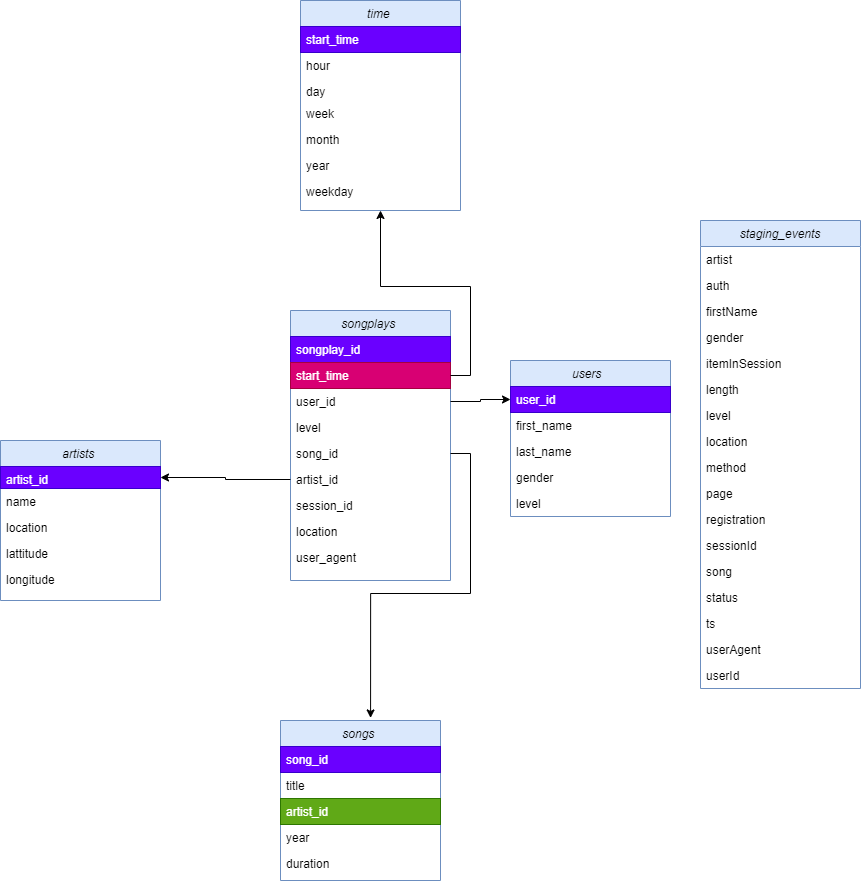 time
start_time
hour
day
week
month
year
weekday
staging_events
artist
auth
firstName
gender
itemInSession
length
level
location
method
page
registration
sessionId
song
status
ts
userAgent
userId
songplays
songplay_id
start_time
user_id
level
song_id
artist_id
session_id
location
user_agent
users
user_id
first_name
last_name
gender
level
artists
artist_id
name
location
lattitude
longitude
songs
song_id
title
artist_id
year
duration